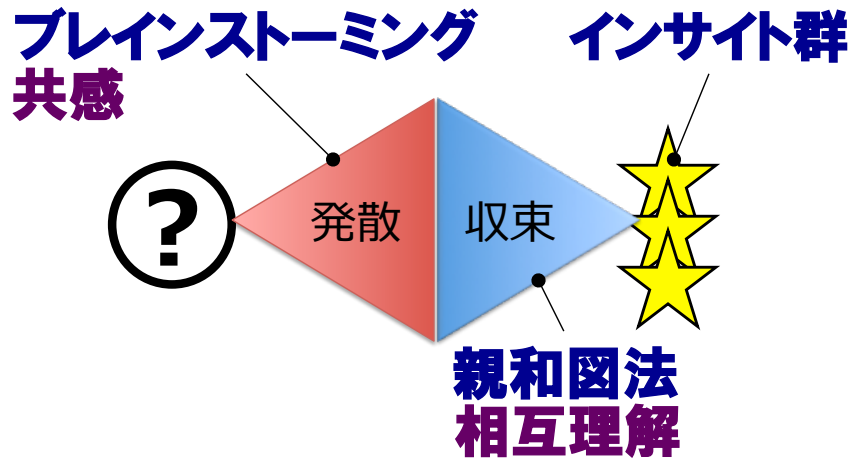 ブレインストーミング
共感
インサイト群
?
発散
収束
親和図法
相互理解